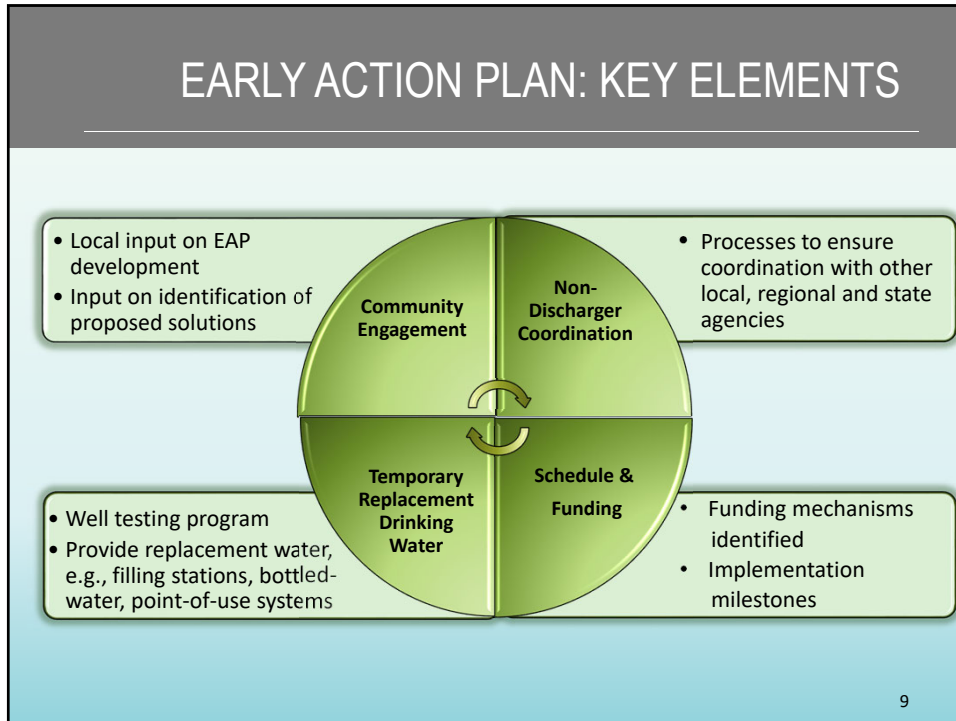 EARLY ACTION PLAN: KEY ELEMENTS
• Local input on EAP
development
• Input on identification of
proposed solutions
Community
Engagement
Non-
Discharger
Coordination
• Processes to ensure
coordination with other
local, regional and state
agencies
• Well testing program
• Provide replacement water,
e.g., filling stations, bottled-
water, point-of-use systems
Temporary
Replacement
Drinking
Water
Schedule &
Funding
• Funding mechanisms
identified
• Implementation
milestones
9